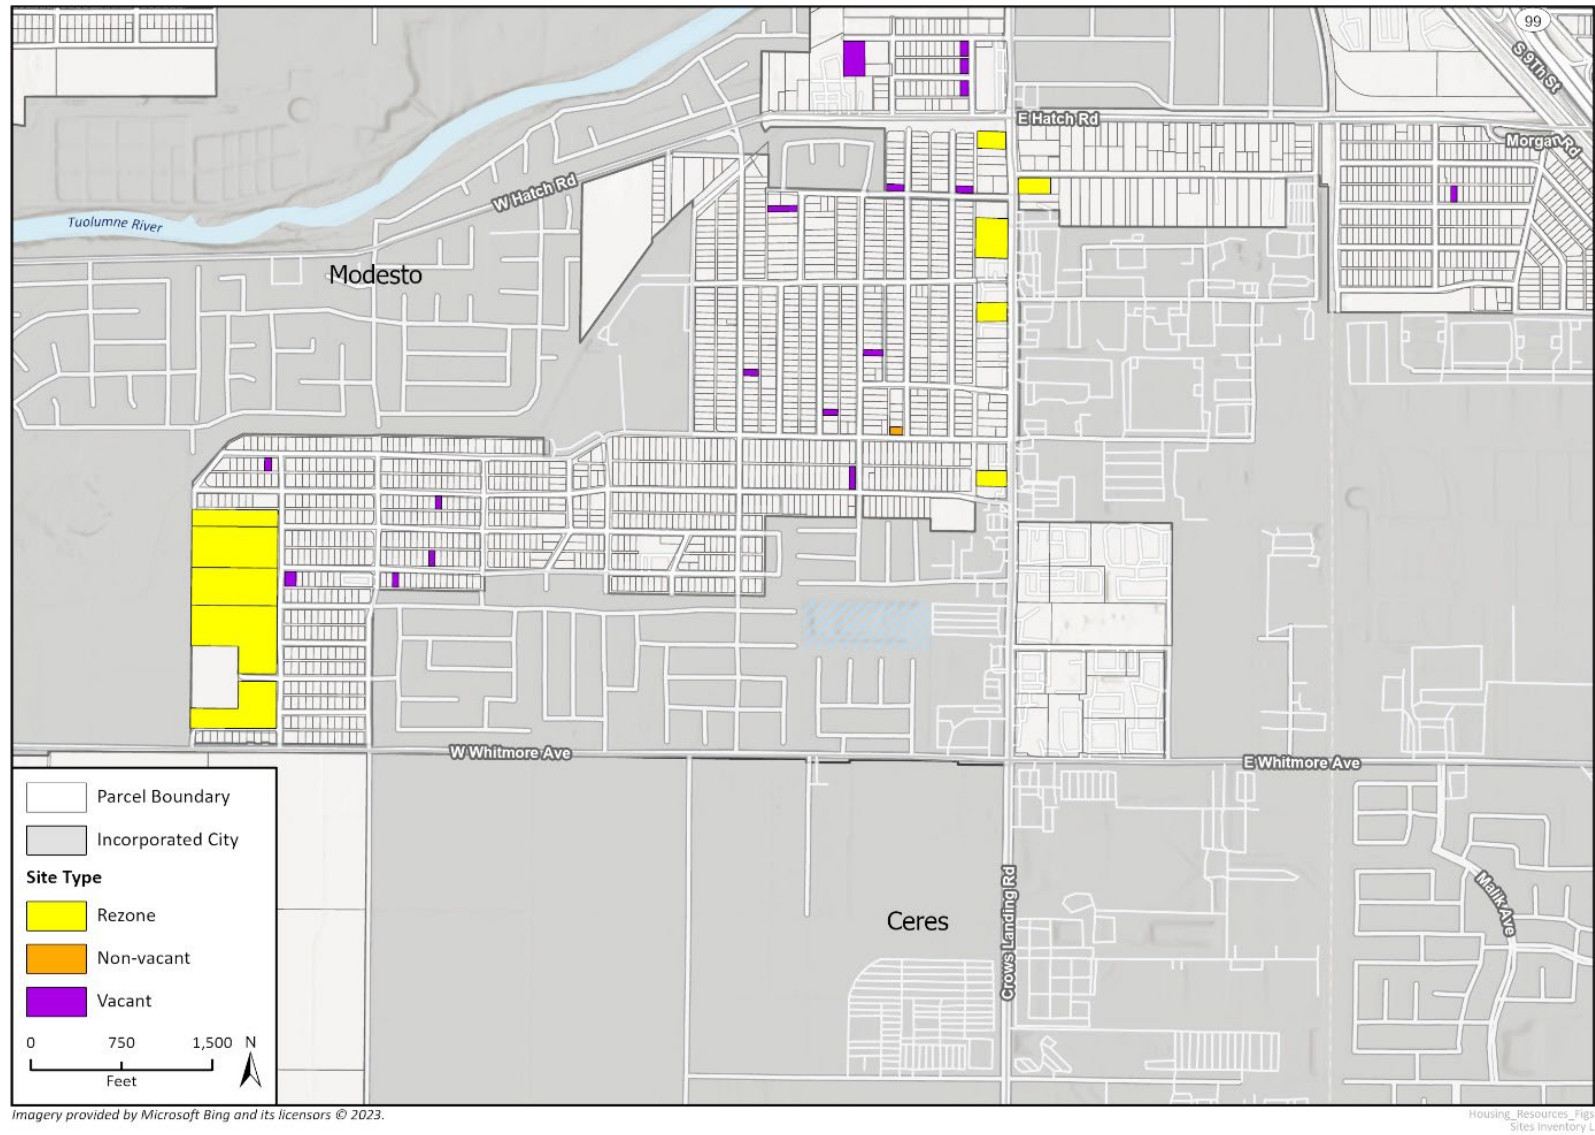 99
S 9Th St
E Hatch Rd
Morgan Rd
W Hatch Rd
Tuolumne River
Modesto
W Whitmore Ave
E Whitmore Ave
Parcel Boundary
Incorporated City
Site Type
Rezone
Non-vacant
Vacant
0 750 1,500 N
Feet
Malik Ave
Crows Landing Rd
Ceres
Imagery provided by Microsoft Bing and its licensors © 2023.
Housing_Resources_Figs
Sites Inventory